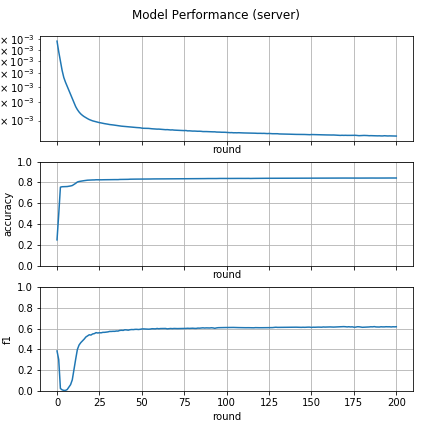 Model Performance (server)
× 10⁻³
× 10⁻³
× 10⁻³
× 10⁻³
× 10⁻³
× 10⁻³
× 10⁻³
round
1.0
0.8
0.6
0.4
0.2
0.0
accuracy
round
1.0
0.8
0.6
0.4
0.2
0.0
f1
0 25 50 75 100 125 150 175 200
round